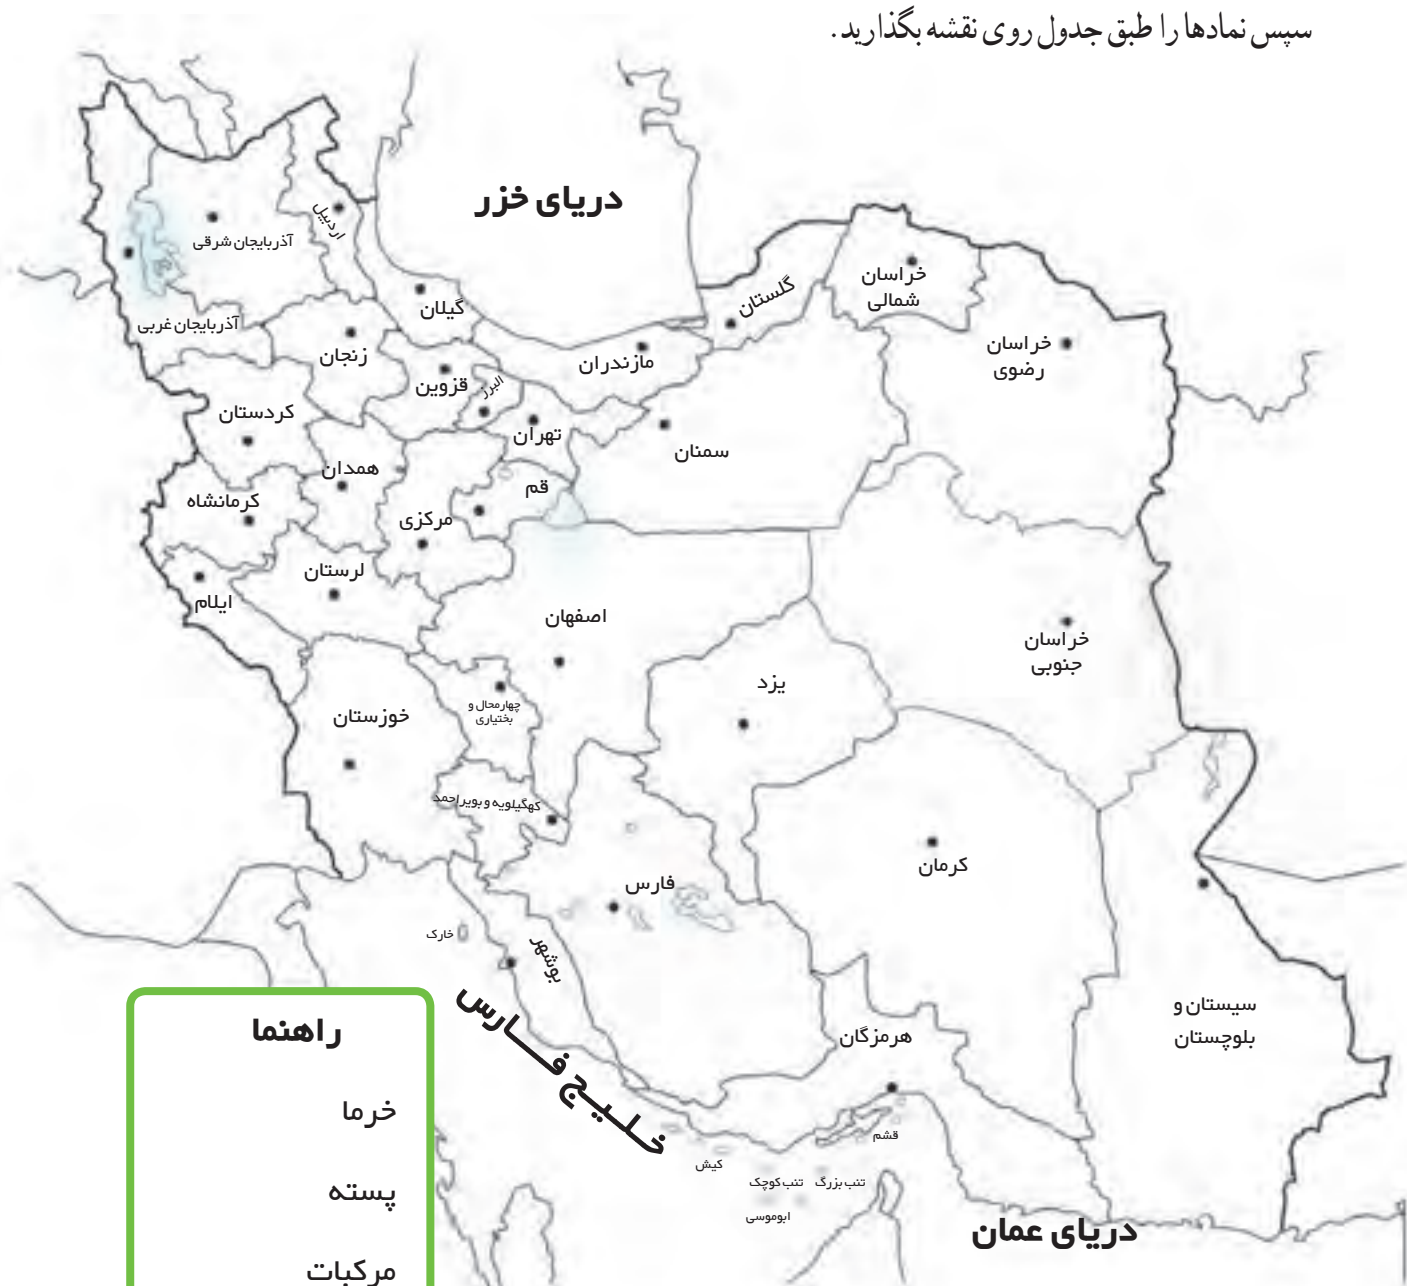 سپس نمادها را طبق جدول روی نقشه بگذارید.
دریای خزر
اردبیل
آذربایجان شرقی
گلستان
خراسان
شمالی
گیلان
آذربایجان غربی
زنجان
مازندران
خراسان
رضوی
قزوین
البرز
کردستان
تهران
سمنان
همدان
قم
کرمانشاه
مرکزی
لرستان
ایلام
اصفهان
خراسان
جنوبی
یزد
چهارمحال و
بختیاری
خوزستان
کهگیلویه و بویراحمد
کرمان
فارس
خارک
بوشهر
سیستان و
بلوچستان
هرمزگان
خلیج فارس
قشم
کیش
تنب بزرگ
تنب کوچک
ابوموسی
دریای عمان
راهنما
خرما
پسته
مرکبات